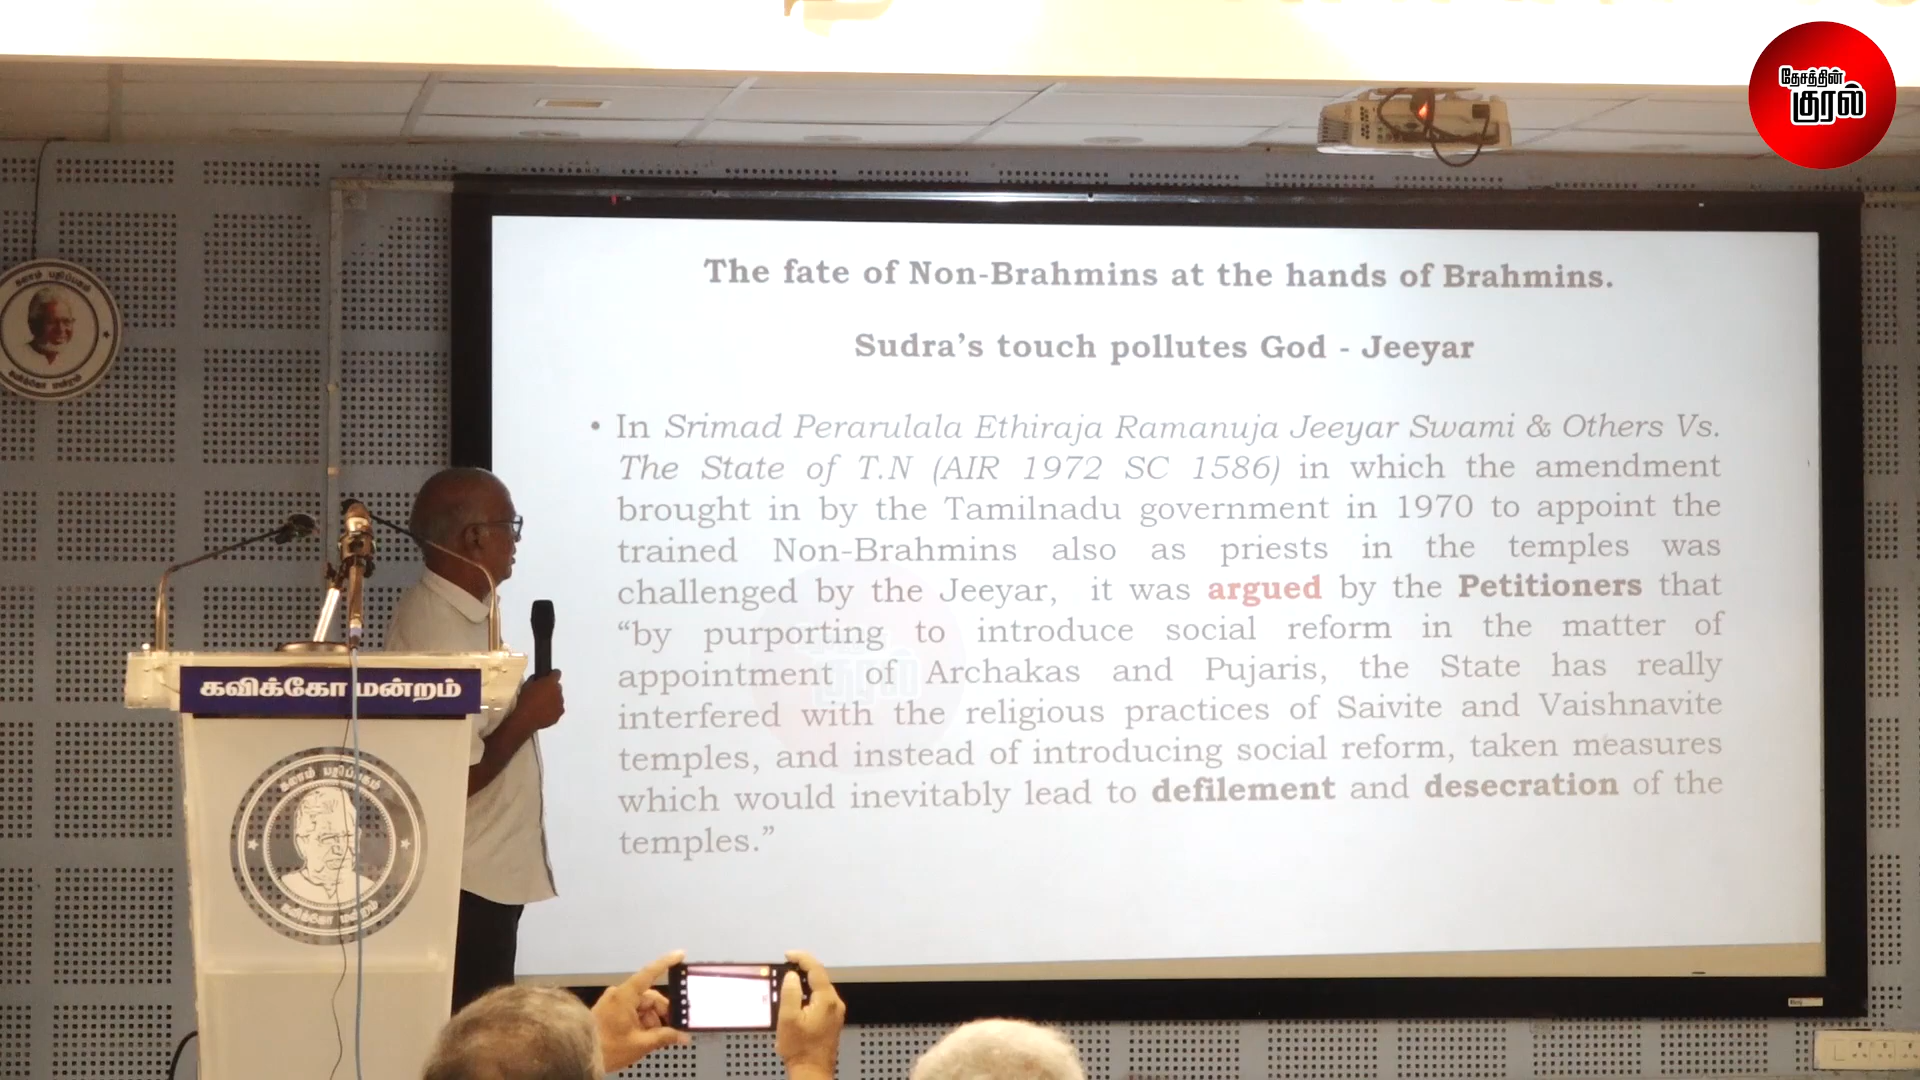 தேசத்தின்
குரல்
The fate of Non-Brahmins at the hands of Brahmins.
Sudra's touch pollutes God - Jeeyar
• In Srimad Perarulala Ethiraja Ramanuja Jeeyar Swami & Others Vs.
The State of T.N (AIR 1972 SC 1586) in which the amendment
brought in by the Tamilnadu government in 1970 to appoint the
trained Non-Brahmins also as priests in the temples was
challenged by the Jeeyar, it was argued by the Petitioners that
“by purporting to introduce social reform in the matter of
appointment of Archakas and Pujaris, the State has really
interfered with the religious practices of Saivite and Vaishnavite
temples, and instead of introducing social reform, taken measures
which would inevitably lead to defilement and desecration of the
temples.”
கவிக்கோ மன்றம்
கவிக்கோ மன்றம்